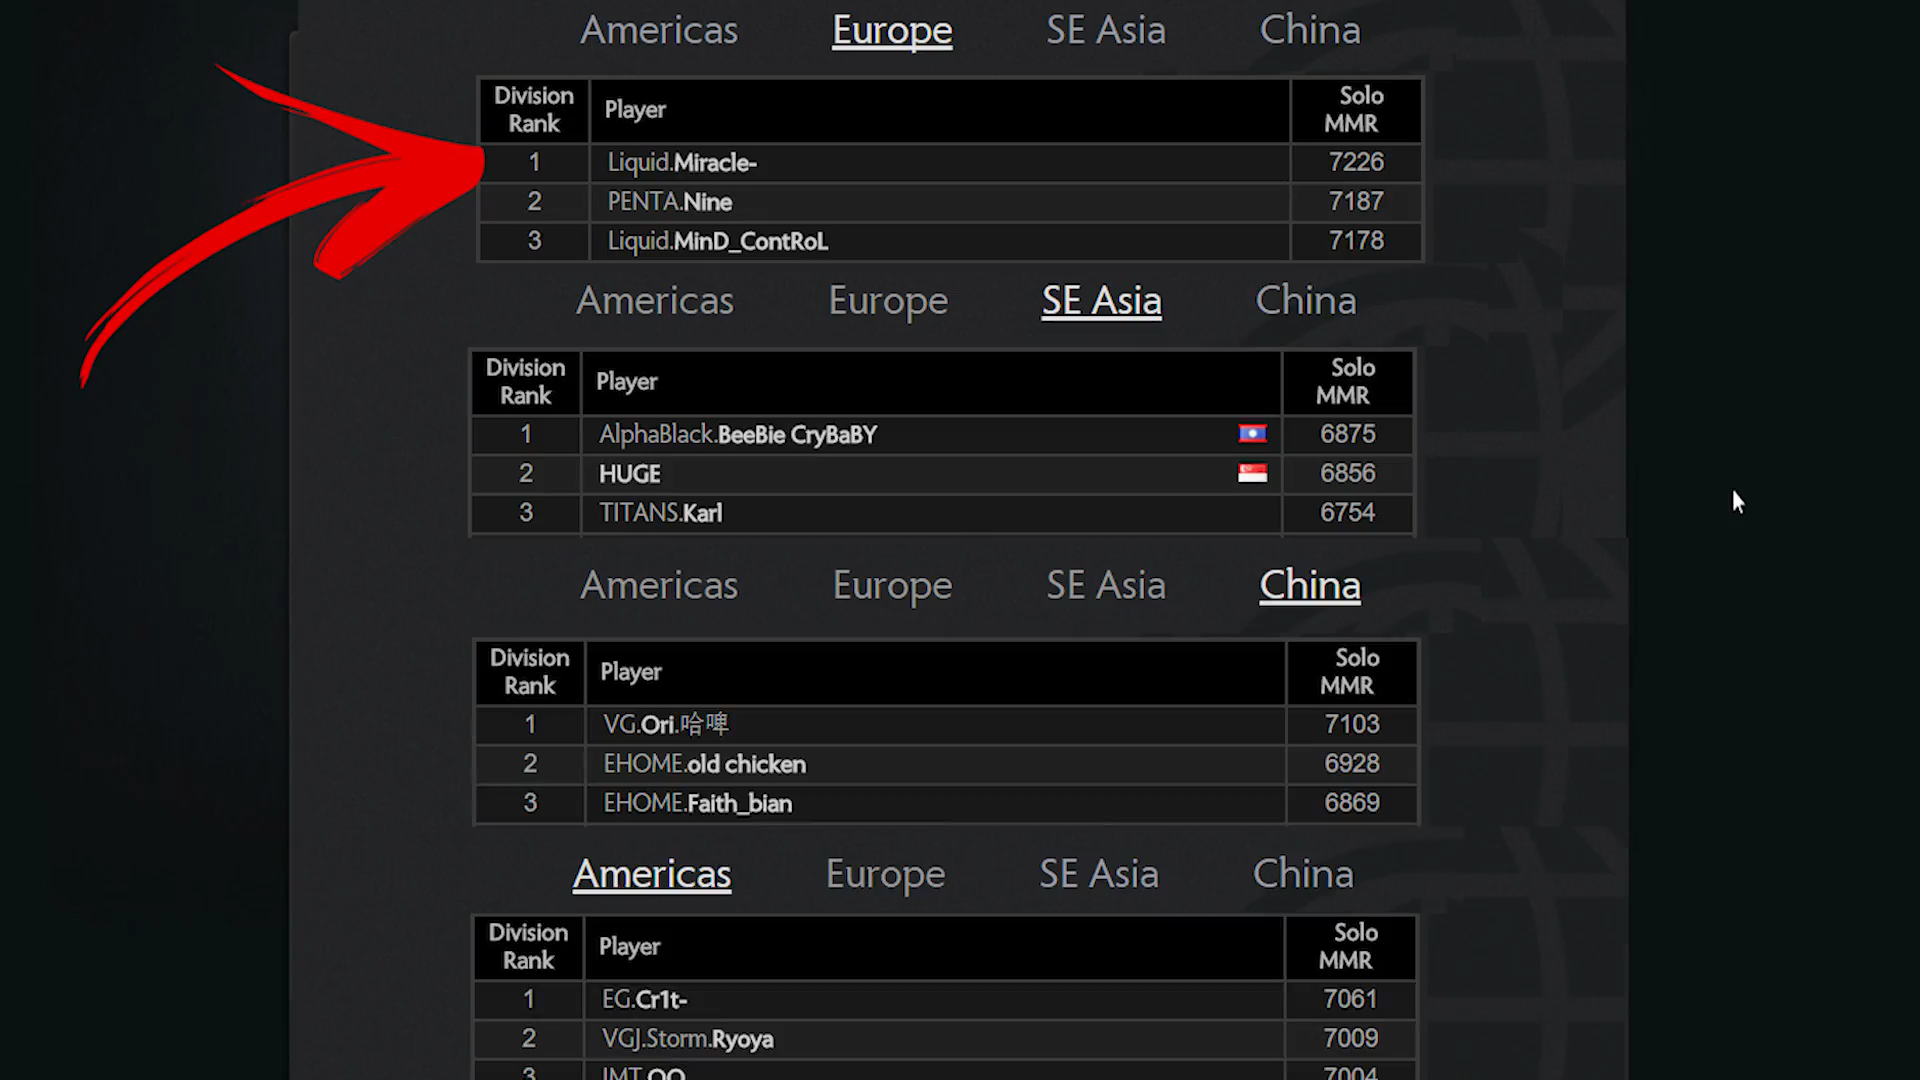 Americas Europe SE Asia China
Division Rank Player Solo MMR
1 Liquid.Miracle- 7226
2 PENTA.Nine 7187
3 Liquid.MinD_ContRoL 7178
Americas Europe SE Asia China
Division Rank Player Solo MMR
1 AlphaBlack.BeeBie CryBaBY 6875
2 HUGE 6856
3 TITANS.Karl 6754
Americas Europe SE Asia China
Division Rank Player Solo MMR
1 VG.Ori.哈啤 7103
2 EHOME.old chicken 6928
3 EHOME.Faith_bian 6869
Americas Europe SE Asia China
Division Rank Player Solo MMR
1 EG.Cr1t- 7061
2 VGJ.Storm.Ryoya 7009
3 IMT.QQ 7004